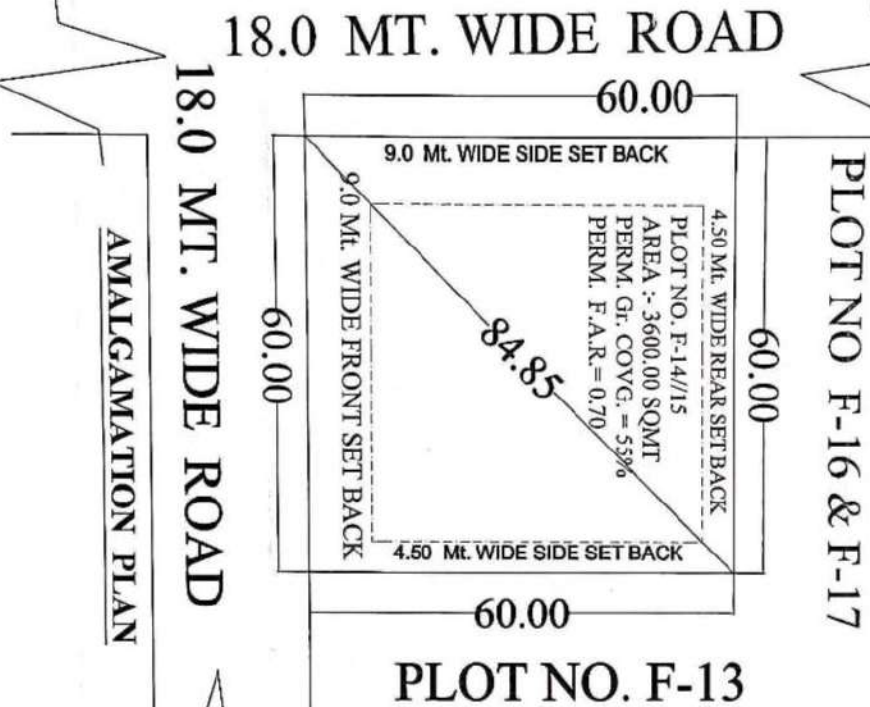 18.0 MT. WIDE ROAD
60.00
18.0 MT. WIDE ROAD
9.0 Mt. WIDE SIDE SET BACK
9.0 Mt. WIDE FRONT SET BACK
4.50 Mt. WIDE REAR SET BACK
PLOT NO. F-14//15
AREA :- 3600.00 SQMT
PERM. Gr. COVG. = 55%
PERM. F.A.R. = 0.70
84.85
60.00
60.00
PLOT NO F-16 & F-17
AMALGAMATION PLAN
4.50 Mt. WIDE SIDE SET BACK
60.00
PLOT NO. F-13